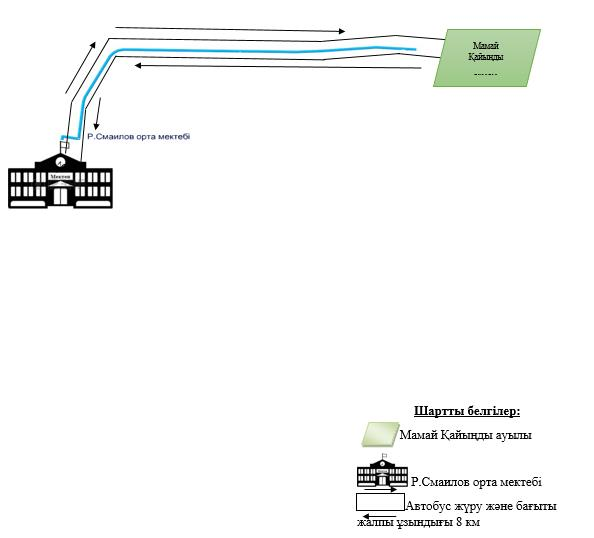 Мамай
Қайыңды
Р.Смаилов орта мектебі
Мектеп
Шартты белгілер:
Мамай Қайыңды ауылы
Р.Смаилов орта мектебі
Автобус жүру және бағыты
жалпы ұзындығы 8 км